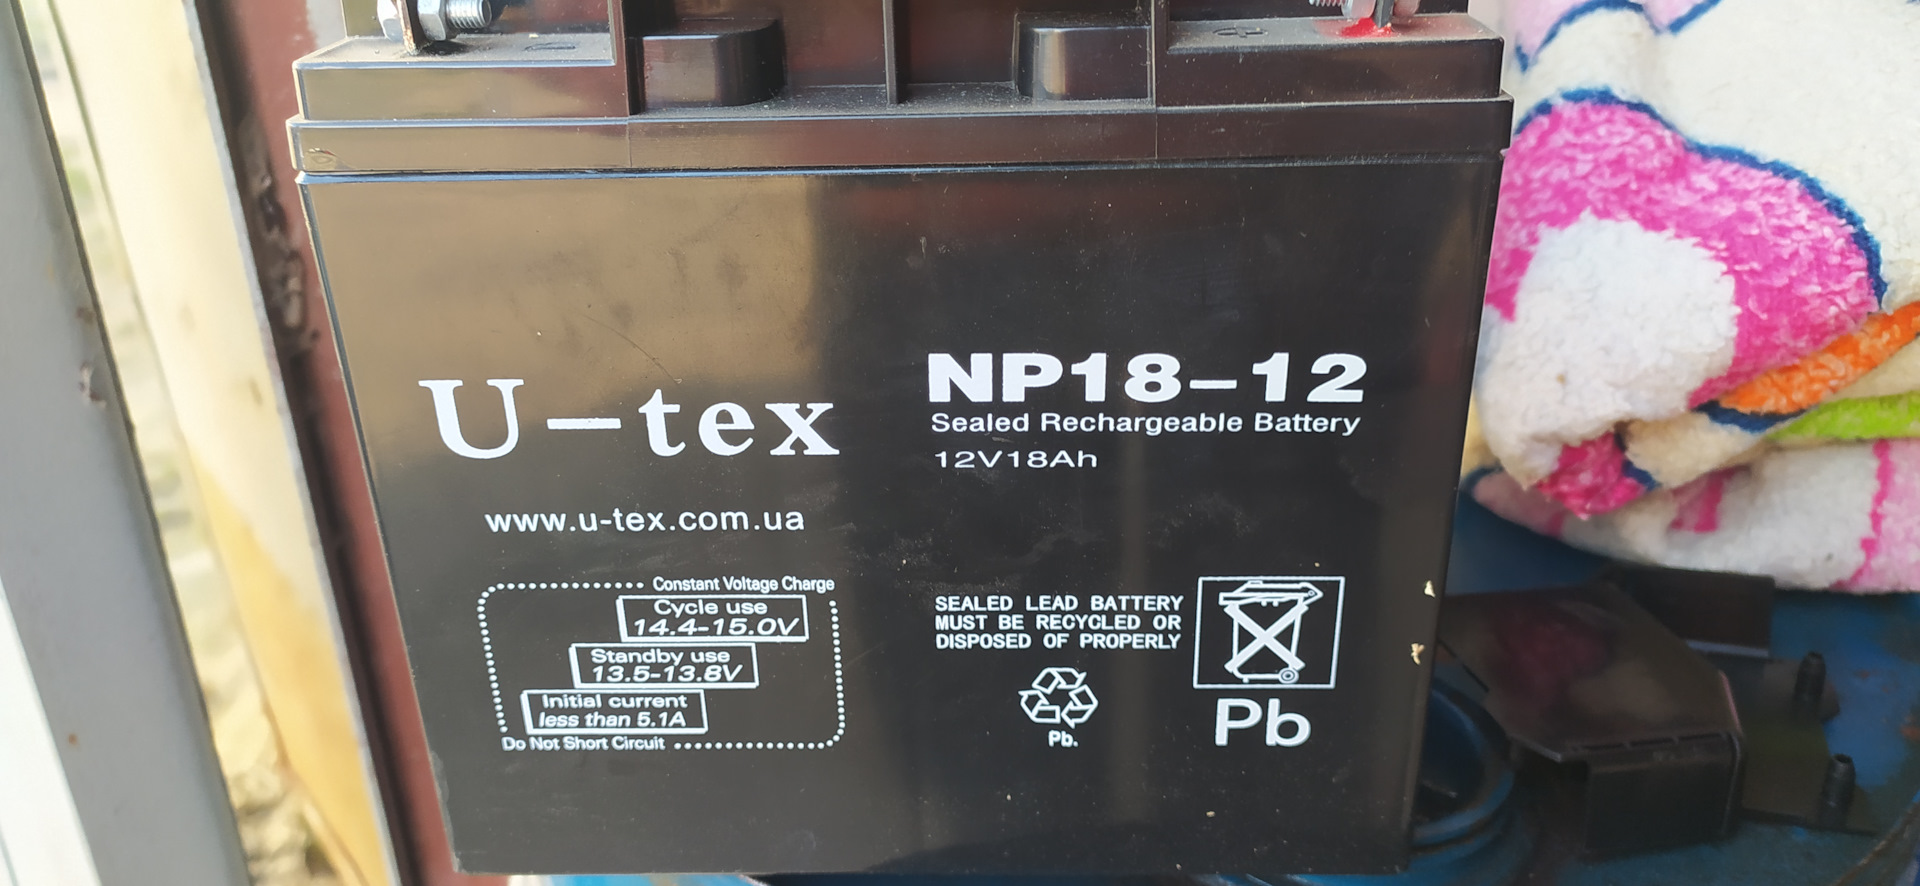 U-tex
www.u-tex.com.ua
NP18-12
Sealed Rechargeable Battery
12V18Ah
Constant Voltage Charge
Cycle use
14.4-15.0V
Standby use
13.5-13.8V
Initial current
less than 5.1A
Do Not Short Circuit
SEALED LEAD BATTERY
MUST BE RECYCLED OR
DISPOSED OF PROPERLY
Pb.
Pb